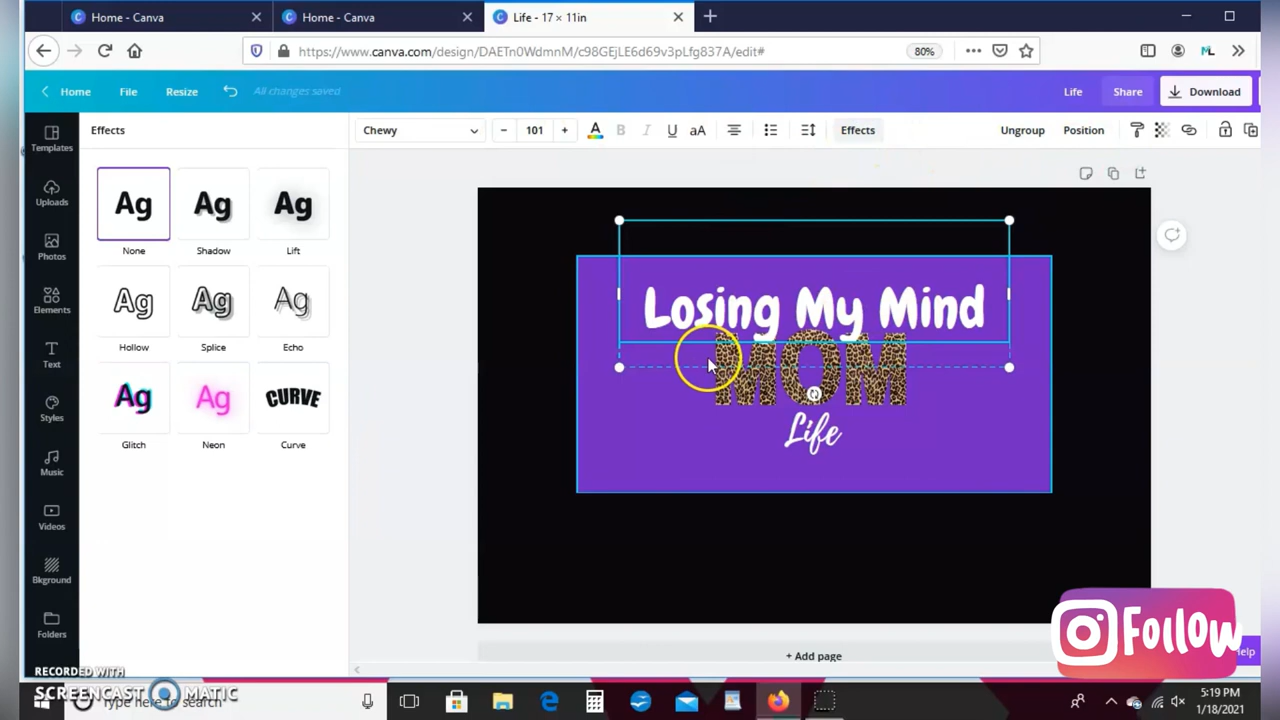 Home - Canva
Home - Canva
Life - 17 × 11in
https://www.canva.com/design/DAETn0WdmnM/c98GEjLE6d69v3pLfg837A/edit#
80%
Home
File
Resize
All changes saved
Life
Share
Download
Templates
Uploads
Photos
Elements
Text
Styles
Music
Videos
Bkground
Folders
Effects
Chewy
101
A
B
I
U
aA
Effects
Ungroup
Position
Ag
Ag
Ag
None
Shadow
Lift
Ag
Ag
Ag
Hollow
Splice
Echo
Ag
Ag
CURVE
Glitch
Neon
Curve
Losing My Mind
MOM
Life
+ Add page
Follow
Help
RECORDED WITH
SCREENCAST MATIC
Type here to search
5:19 PM
1/18/2021